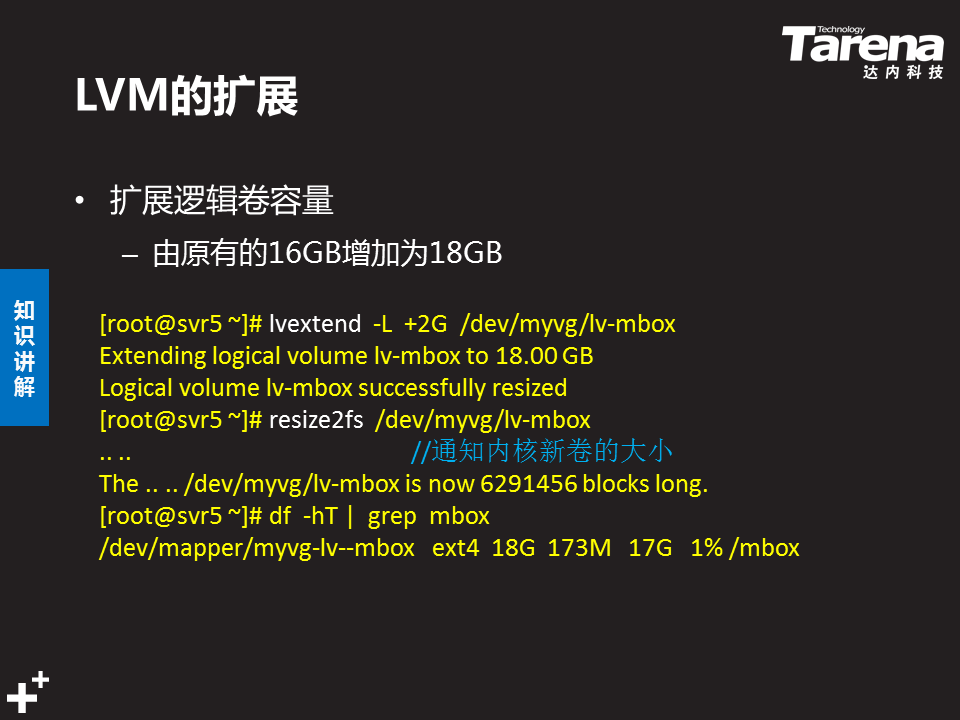 Technology
Tarena
达内科技
LVM的扩展
• 扩展逻辑卷容量
– 由原有的16GB增加为18GB
知识讲解
[root@svr5 ~]# lvextend -L +2G /dev/myvg/lv-mbox
Extending logical volume lv-mbox to 18.00 GB
Logical volume lv-mbox successfully resized
[root@svr5 ~]# resize2fs /dev/myvg/lv-mbox
.. .. //通知内核新卷的大小
The .. .. /dev/myvg/lv-mbox is now 6291456 blocks long.
[root@svr5 ~]# df -hT | grep mbox
/dev/mapper/myvg-lv--mbox ext4 18G 173M 17G 1% /mbox